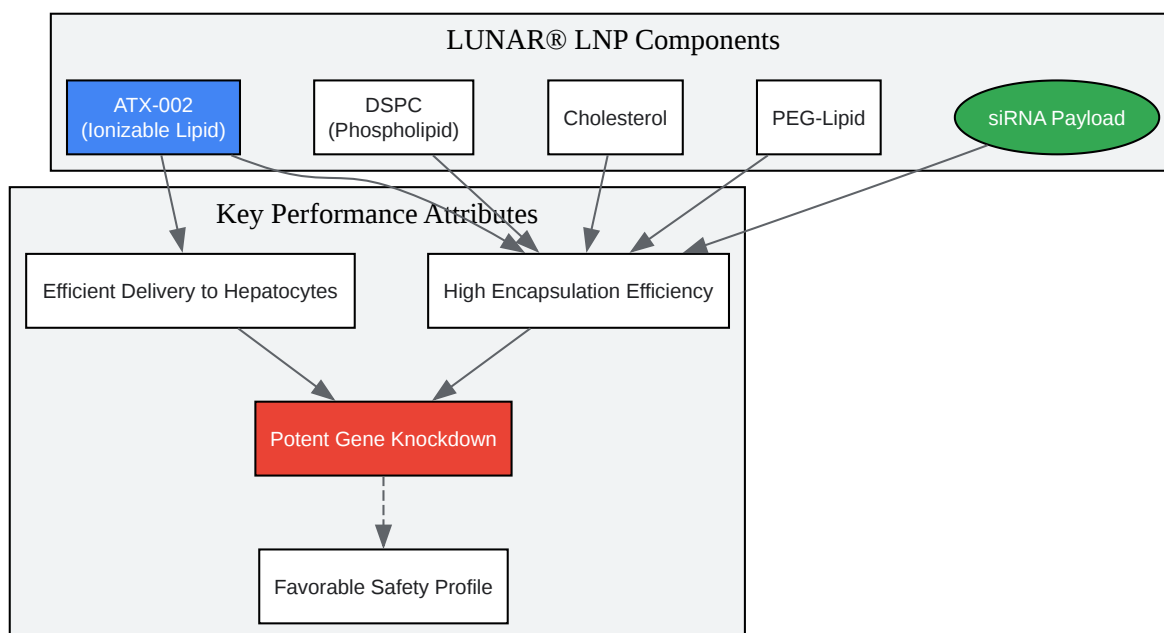 LUNAR® LNP Components
ATX-002
(Ionizable Lipid)
DSPC
(Phospholipid)
Cholesterol
PEG-Lipid
siRNA Payload
Key Performance Attributes
Efficient Delivery to Hepatocytes
High Encapsulation Efficiency
Potent Gene Knockdown
Favorable Safety Profile